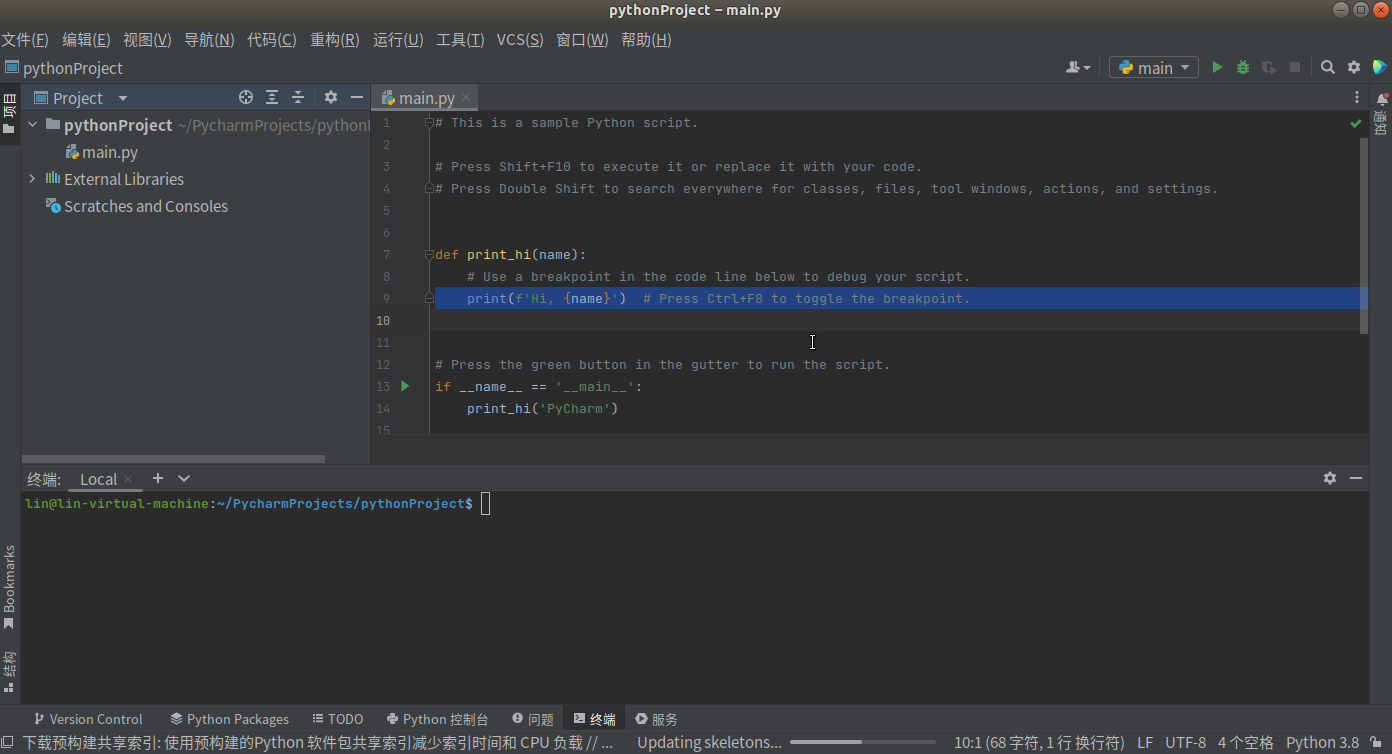 pythonProject – main.py
文件(F) 编辑(E) 视图(V) 导航(N) 代码(C) 重构(R) 运行(U) 工具(T) VCS(S) 窗口(W) 帮助(H)
pythonProject
main
项目
Project
pythonProject ~/PycharmProjects/python
main.py
External Libraries
Scratches and Consoles
main.py
1 # This is a sample Python script.
2
3 # Press Shift+F10 to execute it or replace it with your code.
4 # Press Double Shift to search everywhere for classes, files, tool windows, actions, and settings.
5
6
7 def print_hi(name):
8 # Use a breakpoint in the code line below to debug your script.
9 print(f'Hi, {name}') # Press Ctrl+F8 to toggle the breakpoint.
10
11
12 # Press the green button in the gutter to run the script.
13 if __name__ == '__main__':
14 print_hi('PyCharm')
15
通知
终端: Local
lin@lin-virtual-machine:~/PycharmProjects/pythonProject$
Bookmarks
结构
Version Control Python Packages TODO Python 控制台 问题 终端 服务
下载预构建共享索引: 使用预构建的Python 软件包共享索引减少索引时间和 CPU 负载 // ... Updating skeletons... 10:1 (68 字符, 1 行 换行符) LF UTF-8 4 个空格 Python 3.8